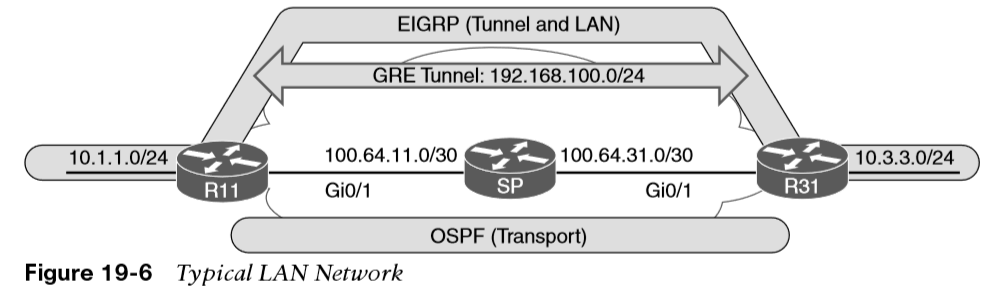 EIGRP (Tunnel and LAN)
GRE Tunnel: 192.168.100.0/24
10.1.1.0/24
100.64.11.0/30
100.64.31.0/30
10.3.3.0/24
R11
Gi0/1
SP
Gi0/1
R31
OSPF (Transport)
Figure 19-6 Typical LAN Network